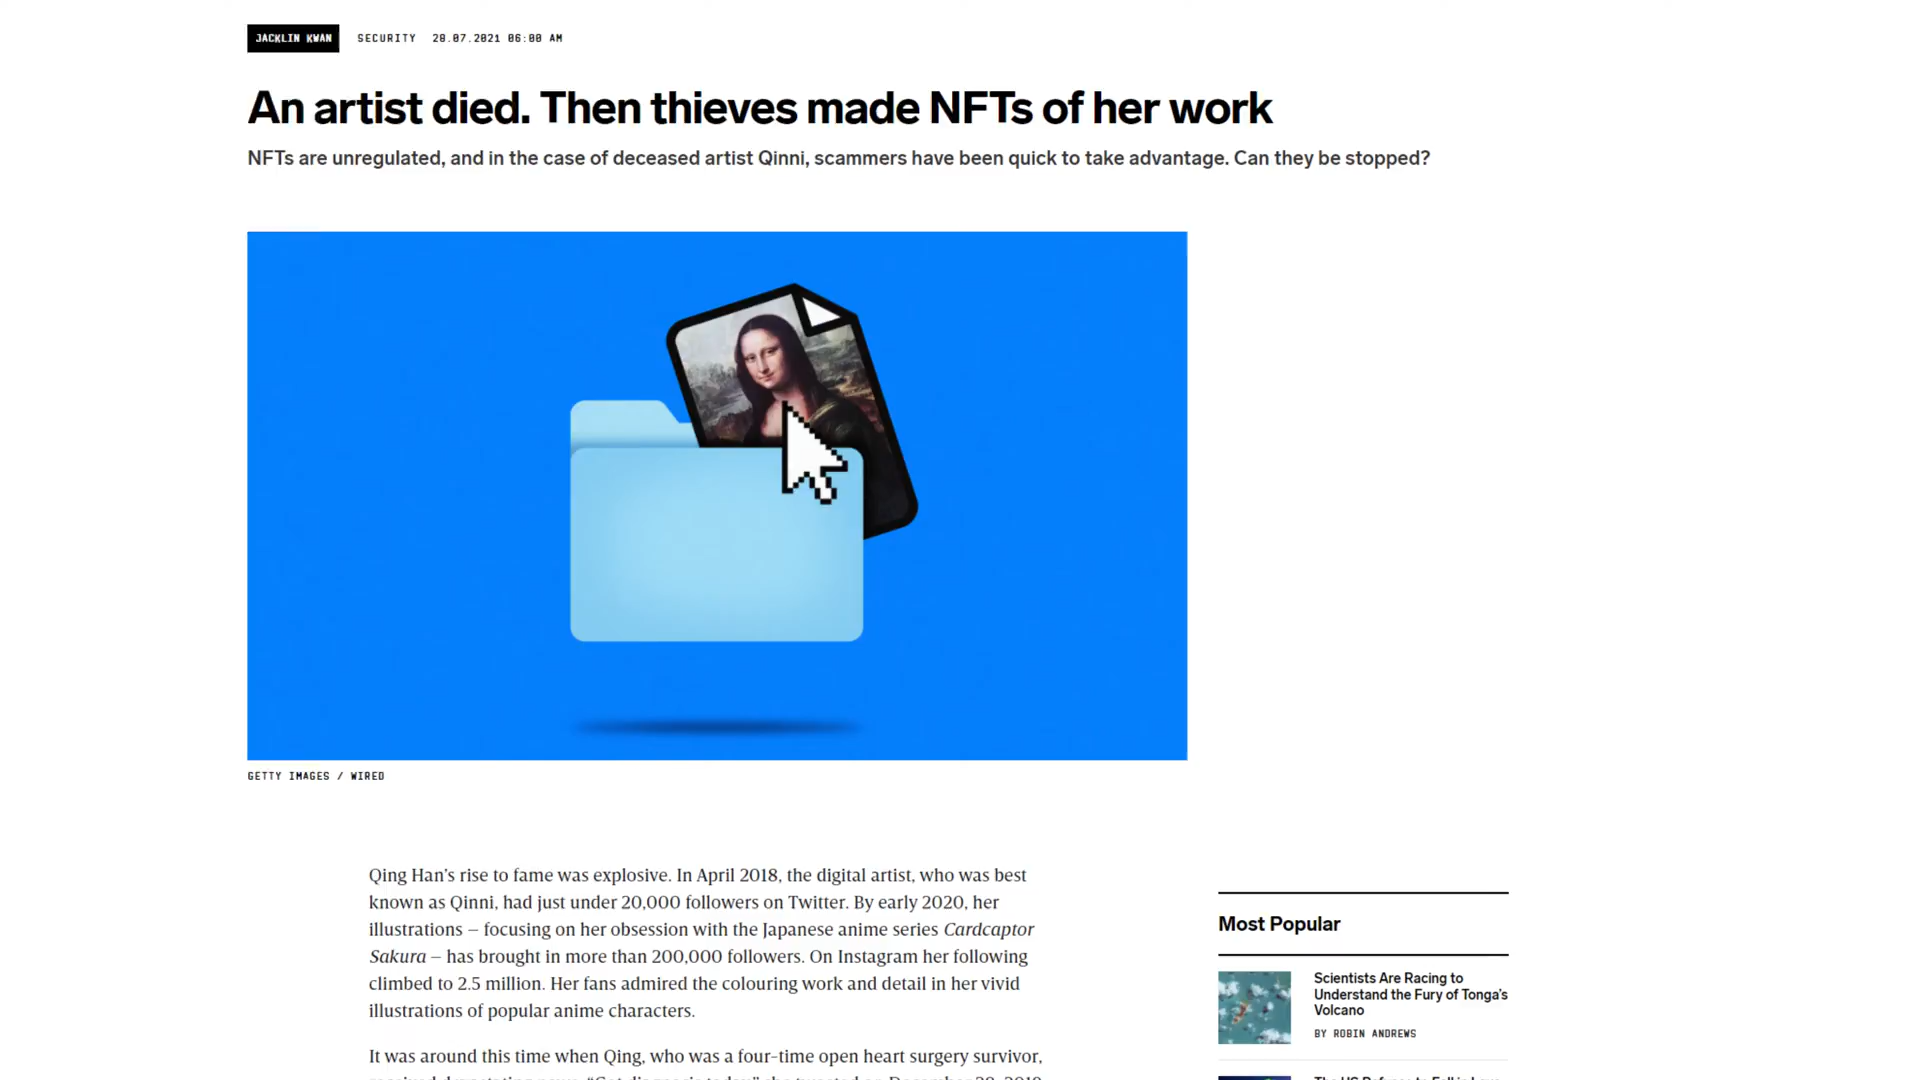 JACKLIN KWAN SECURITY 28.07.2021 06:00 AM
An artist died. Then thieves made NFTs of her work
NFTs are unregulated, and in the case of deceased artist Qinni, scammers have been quick to take advantage. Can they be stopped?
GETTY IMAGES / WIRED
Qing Han's rise to fame was explosive. In April 2018, the digital artist, who was best
known as Qinni, had just under 20,000 followers on Twitter. By early 2020, her
illustrations – focusing on her obsession with the Japanese anime series Cardcaptor
Sakura – has brought in more than 200,000 followers. On Instagram her following
climbed to 2.5 million. Her fans admired the colouring work and detail in her vivid
illustrations of popular anime characters.
It was around this time when Qing, who was a four-time open heart surgery survivor,
Most Popular
Scientists Are Racing to
Understand the Fury of Tonga's
Volcano
BY ROBIN ANDREWS